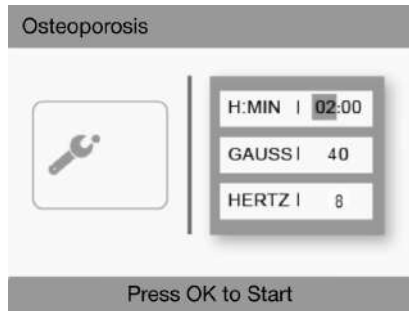 Osteoporosis
H:MIN | 02:00
GAUSS | 40
HERTZ | 8
Press OK to Start